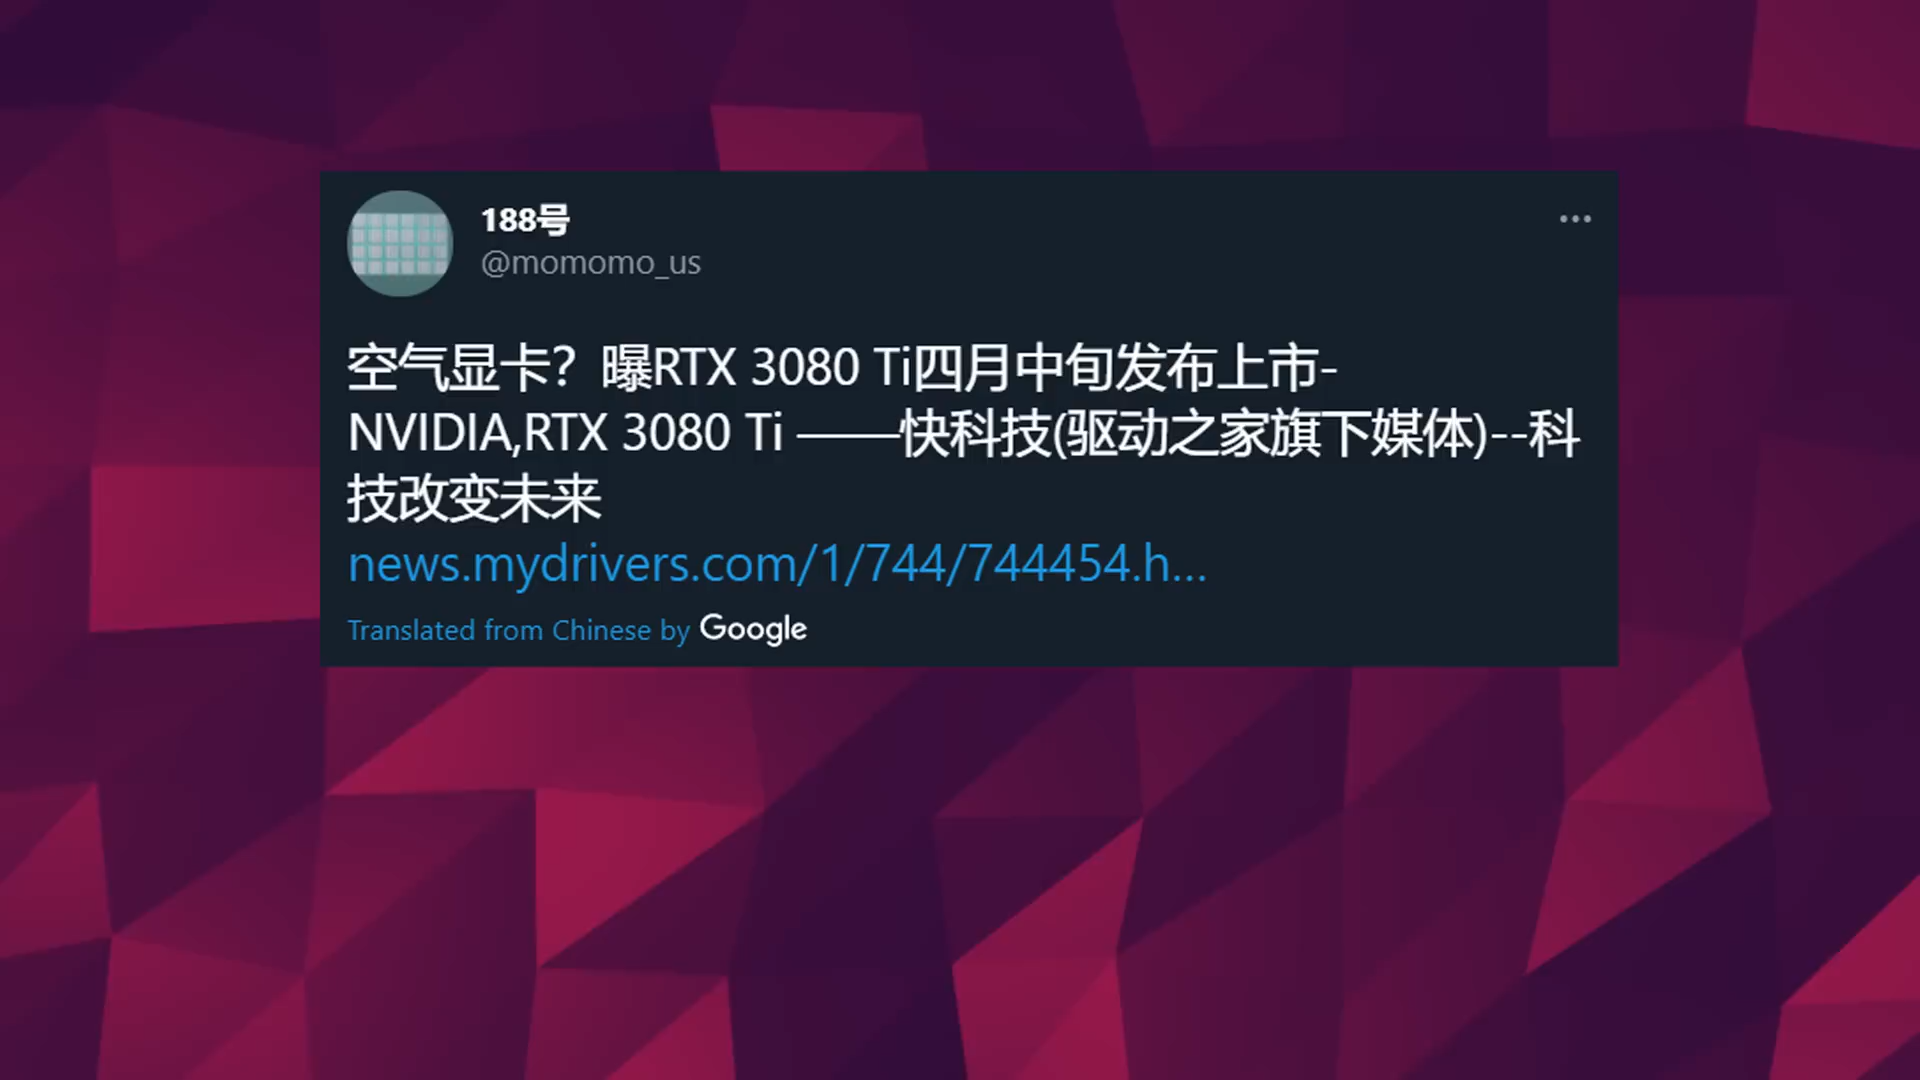 188号
@momomo_us
空气显卡？曝RTX 3080 Ti四月中旬发布上市-
NVIDIA,RTX 3080 Ti ——快科技(驱动之家旗下媒体)--科
技改变未来
news.mydrivers.com/1/744/744454.h...
Translated from Chinese by Google